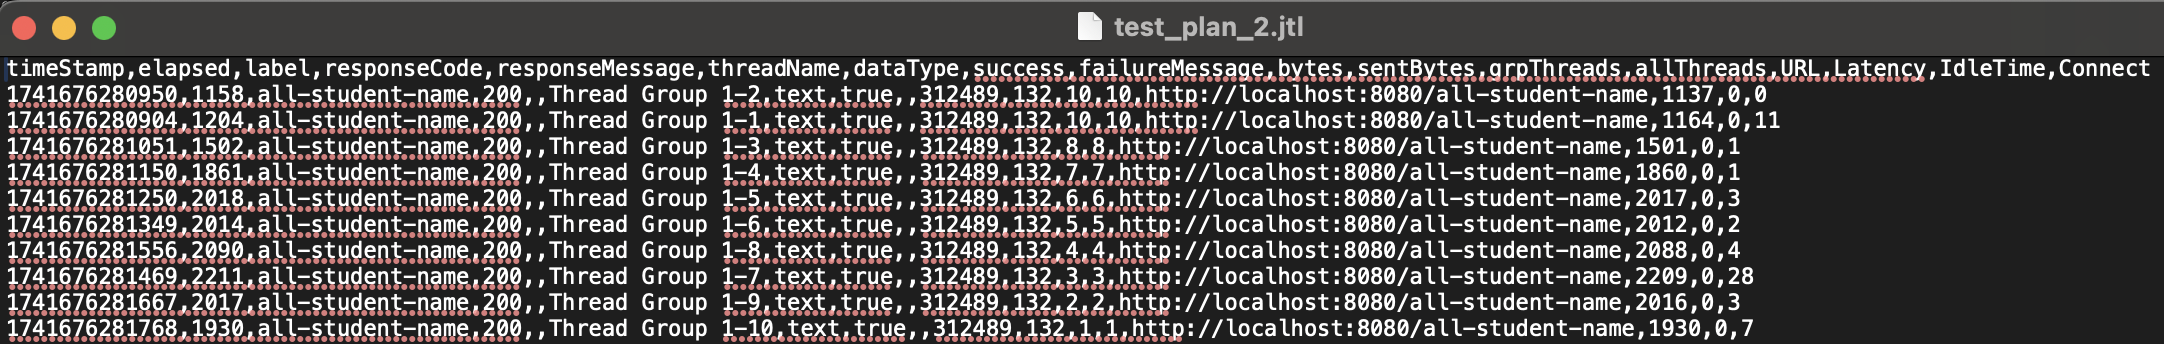 test_plan_2.jtl
timeStamp,elapsed,label,responseCode,responseMessage,threadName,dataType,success,failureMessage,bytes,sentBytes,grpThreads,allThreads,URL,Latency,IdleTime,Connect
1741676280950,1158,all-student-name,200,,Thread Group 1-2,text,true,,312489,132,10,10,http://localhost:8080/all-student-name,1137,0,0
1741676280904,1204,all-student-name,200,,Thread Group 1-1,text,true,,312489,132,10,10,http://localhost:8080/all-student-name,1164,0,11
1741676281051,1502,all-student-name,200,,Thread Group 1-3,text,true,,312489,132,8,8,http://localhost:8080/all-student-name,1501,0,1
1741676281150,1861,all-student-name,200,,Thread Group 1-4,text,true,,312489,132,7,7,http://localhost:8080/all-student-name,1860,0,1
1741676281250,2018,all-student-name,200,,Thread Group 1-5,text,true,,312489,132,6,6,http://localhost:8080/all-student-name,2017,0,3
1741676281349,2014,all-student-name,200,,Thread Group 1-6,text,true,,312489,132,5,5,http://localhost:8080/all-student-name,2012,0,2
1741676281556,2090,all-student-name,200,,Thread Group 1-8,text,true,,312489,132,4,4,http://localhost:8080/all-student-name,2088,0,4
1741676281469,2211,all-student-name,200,,Thread Group 1-7,text,true,,312489,132,3,3,http://localhost:8080/all-student-name,2209,0,28
1741676281667,2017,all-student-name,200,,Thread Group 1-9,text,true,,312489,132,2,2,http://localhost:8080/all-student-name,2016,0,3
1741676281768,1930,all-student-name,200,,Thread Group 1-10,text,true,,312489,132,1,1,http://localhost:8080/all-student-name,1930,0,7